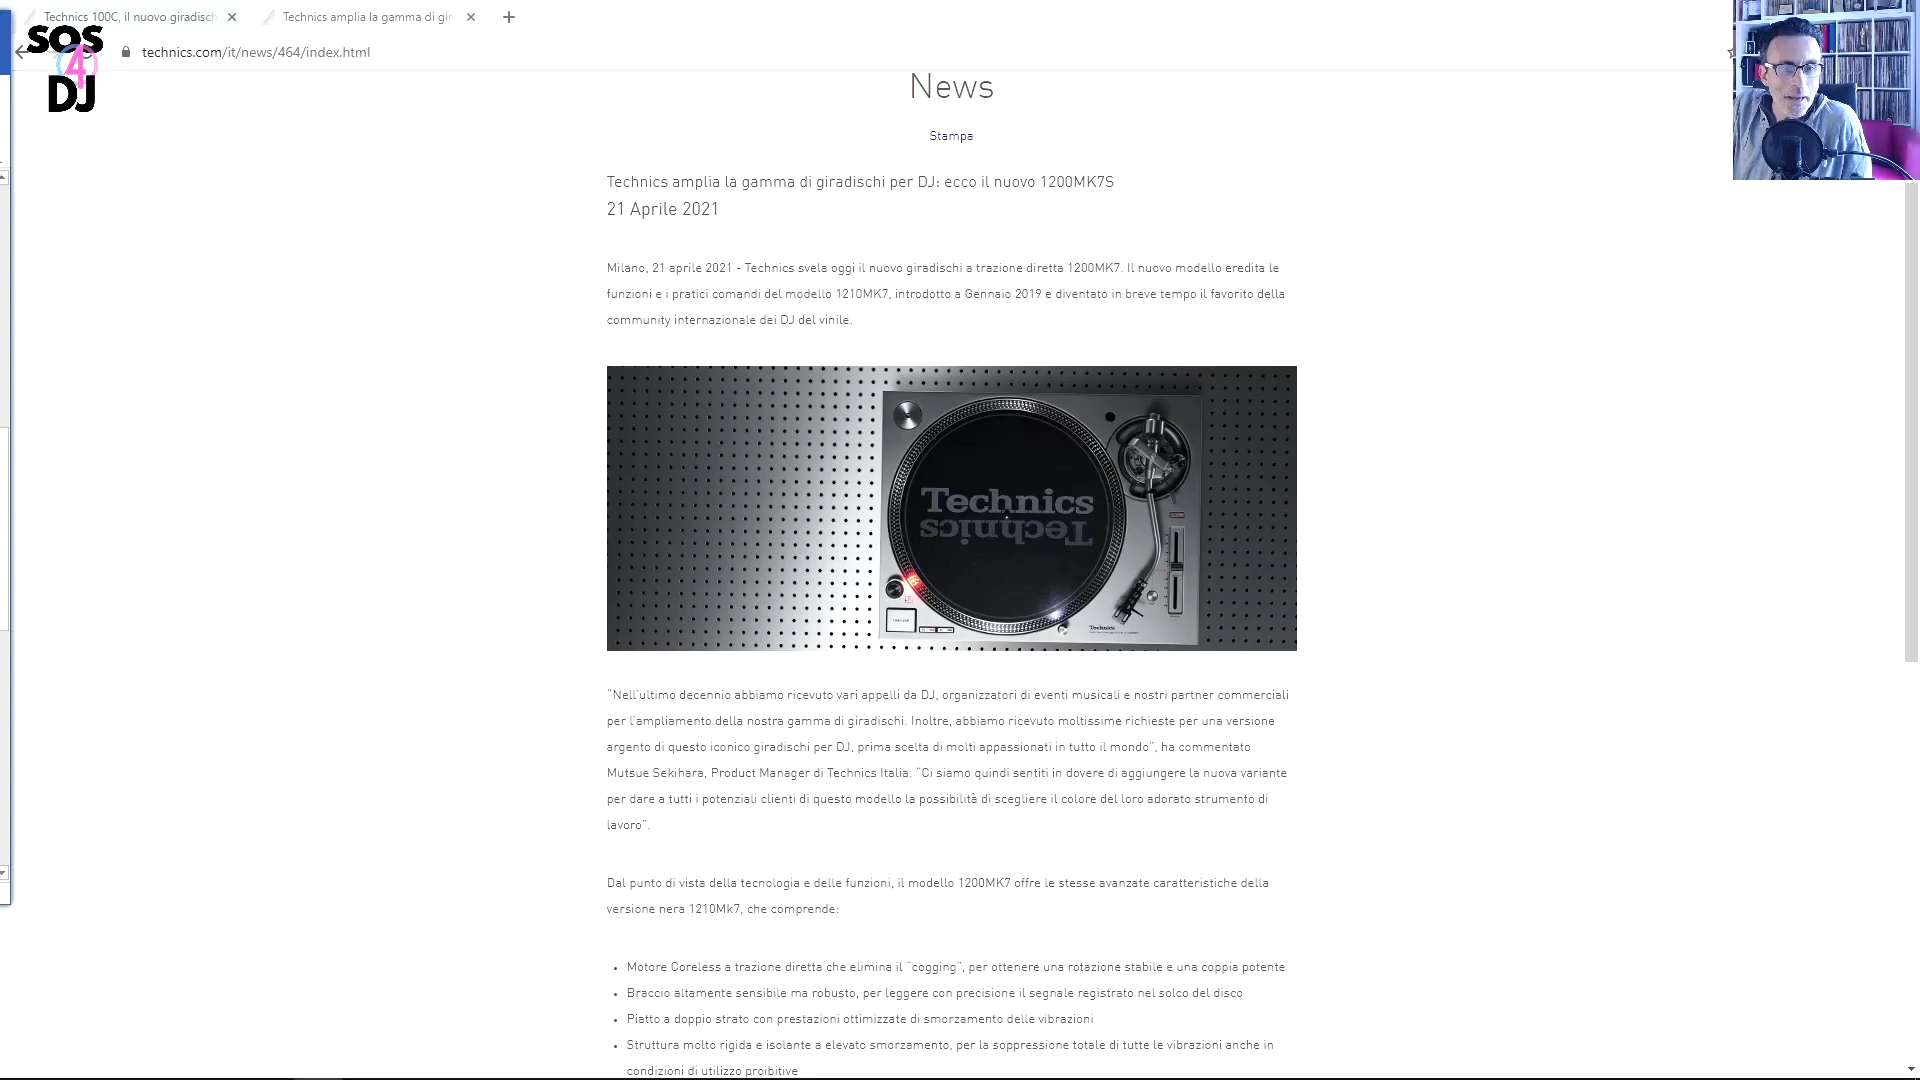 Technics 100C, il nuovo giradisch
Technics amplia la gamma di gir
SOS
4
DJ
technics.com/it/news/464/index.html
News
Stampa
Technics amplia la gamma di giradischi per DJ: ecco il nuovo 1200MK7S
21 Aprile 2021
Milano, 21 aprile 2021 - Technics svela oggi il nuovo giradischi a trazione diretta 1200MK7. Il nuovo modello eredita le
funzioni e i pratici comandi del modello 1210MK7, introdotto a Gennaio 2019 e diventato in breve tempo il favorito della
community internazionale dei DJ del vinile.
Technics
Technics
Technics
“Nell’ultimo decennio abbiamo ricevuto vari appelli da DJ, organizzatori di eventi musicali e nostri partner commerciali
per l’ampliamento della nostra gamma di giradischi. Inoltre, abbiamo ricevuto moltissime richieste per una versione
argento di questo iconico giradischi per DJ, prima scelta di molti appassionati in tutto il mondo”, ha commentato
Mutsue Sekihara, Product Manager di Technics Italia. “Ci siamo quindi sentiti in dovere di aggiungere la nuova variante
per dare a tutti i potenziali clienti di questo modello la possibilità di scegliere il colore del loro adorato strumento di
lavoro”.
Dal punto di vista della tecnologia e delle funzioni, il modello 1200MK7 offre le stesse avanzate caratteristiche della
versione nera 1210Mk7, che comprende:
• Motore Coreless a trazione diretta che elimina il “cogging”, per ottenere una rotazione stabile e una coppia potente
• Braccio altamente sensibile ma robusto, per leggere con precisione il segnale registrato nel solco del disco
• Piatto a doppio strato con prestazioni ottimizzate di smorzamento delle vibrazioni
• Struttura molto rigida e isolante a elevato smorzamento, per la soppressione totale di tutte le vibrazioni anche in
condizioni di utilizzo proibitive